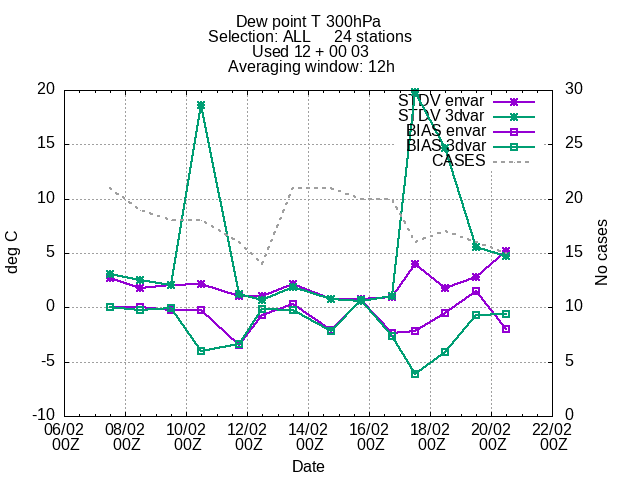 Dew point T 300hPa
Selection: ALL 24 stations
Used 12 + 00 03
Averaging window: 12h
20
15
10
5
0
-5
-10
30
25
20
15
10
5
0
deg C
No cases
STDV envar
STDV 3dvar
BIAS envar
BIAS 3dvar
CASES
06/02 08/02 10/02 12/02 14/02 16/02 18/02 20/02 22/02
00Z 00Z 00Z 00Z 00Z 00Z 00Z 00Z 00Z
Date